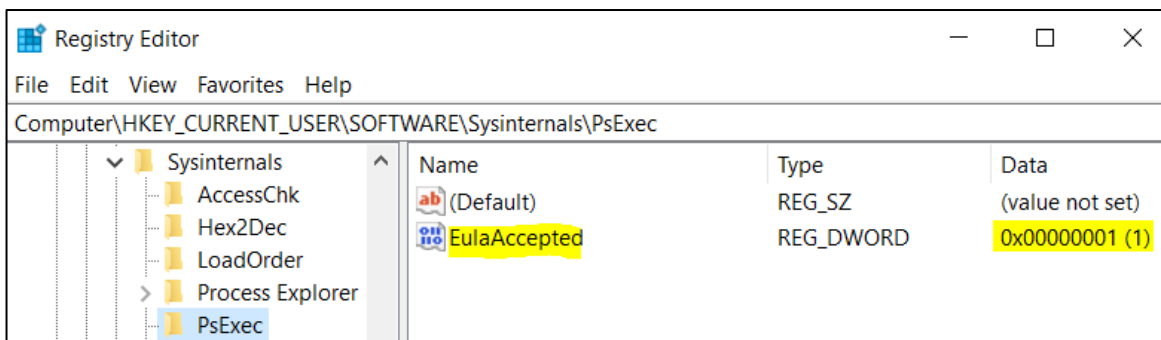 Registry Editor
File Edit View Favorites Help
Computer\HKEY_CURRENT_USER\SOFTWARE\Sysinternals\PsExec
Sysinternals
AccessChk
Hex2Dec
LoadOrder
Process Explorer
PsExec
Name Type Data
ab (Default) REG_SZ (value not set)
EulaAccepted REG_DWORD 0x00000001 (1)